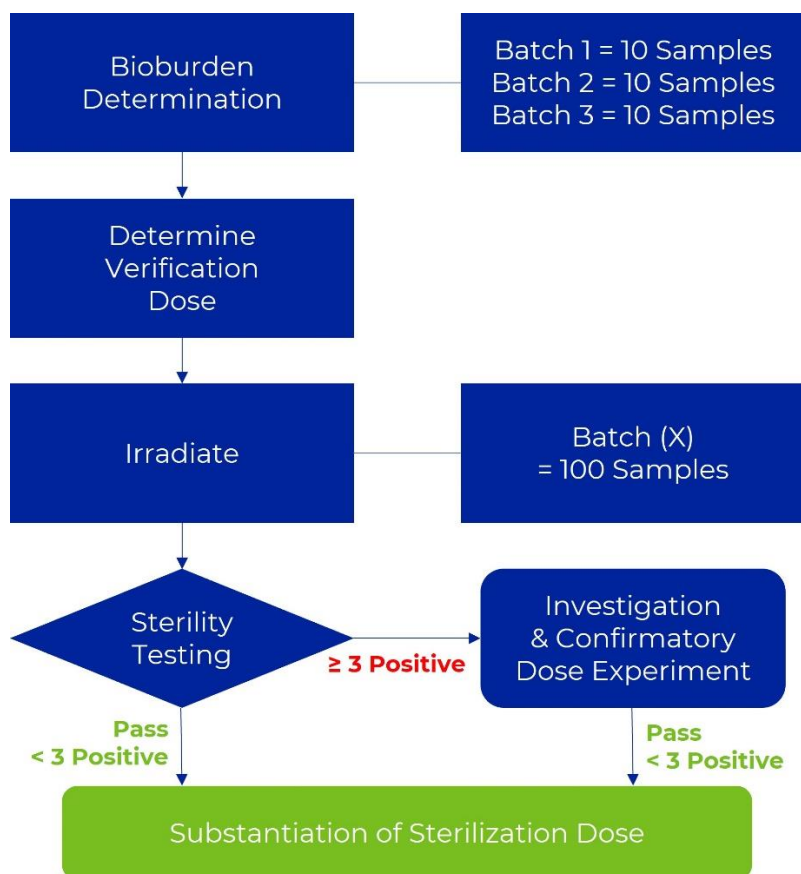 Bioburden
Determination
Batch 1 = 10 Samples
Batch 2 = 10 Samples
Batch 3 = 10 Samples
Determine
Verification
Dose
Irradiate
Batch (X)
= 100 Samples
Sterility
Testing
≥ 3 Positive
Investigation
& Confirmatory
Dose Experiment
Pass
< 3 Positive
Pass
< 3 Positive
Substantiation of Sterilization Dose